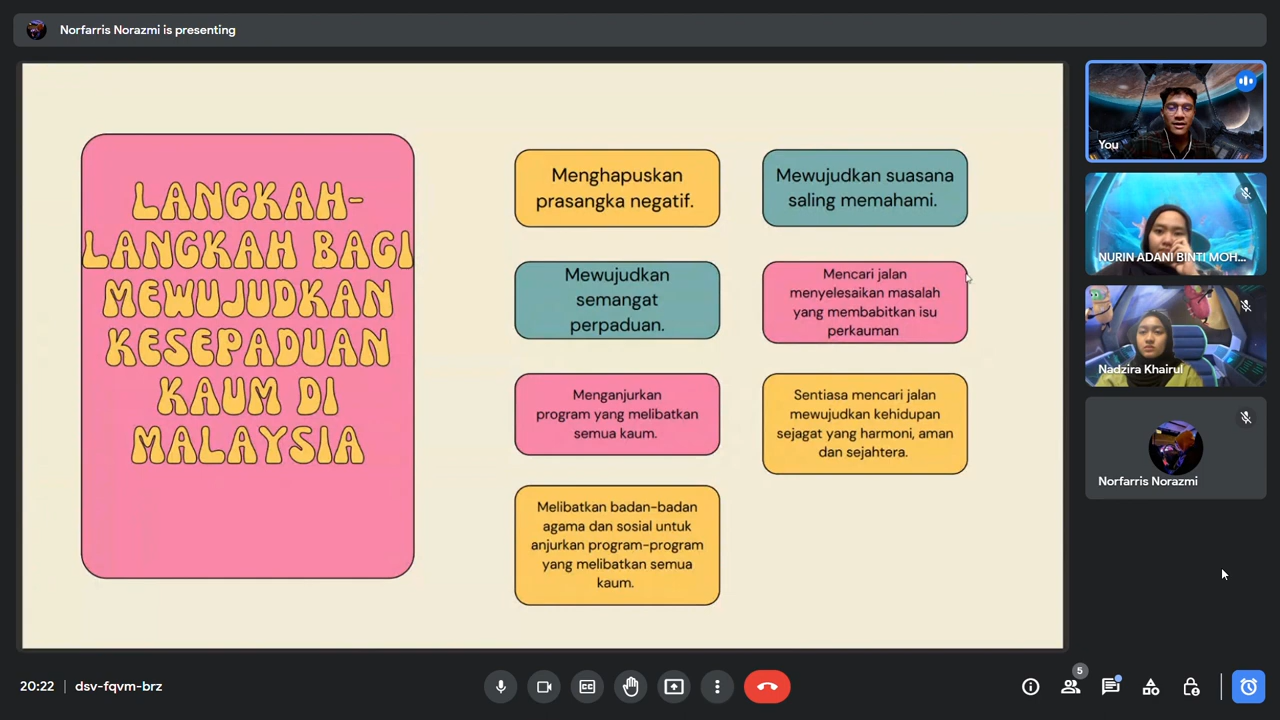 Norfarris Norazmi is presenting
LANGKAH-
LANGKAH BAGI
MEWUJUDKAN
KESEPADUAN
KAUM DI
MALAYSIA
Menghapuskan
prasangka negatif.
Mewujudkan suasana
saling memahami.
Mewujudkan
semangat
perpaduan.
Mencari jalan
menyelesaikan masalah
yang membabitkan isu
perkauman
Menganjurkan
program yang melibatkan
semua kaum.
Sentiasa mencari jalan
mewujudkan kehidupan
sejagat yang harmoni, aman
dan sejahtera.
Melibatkan badan-badan
agama dan sosial untuk
anjurkan program-program
yang melibatkan semua
kaum.
You
NURIN ADANI BINTI MOH...
Nadzira Khairul
Norfarris Norazmi
20:22 | dsv-fqvm-brz
5